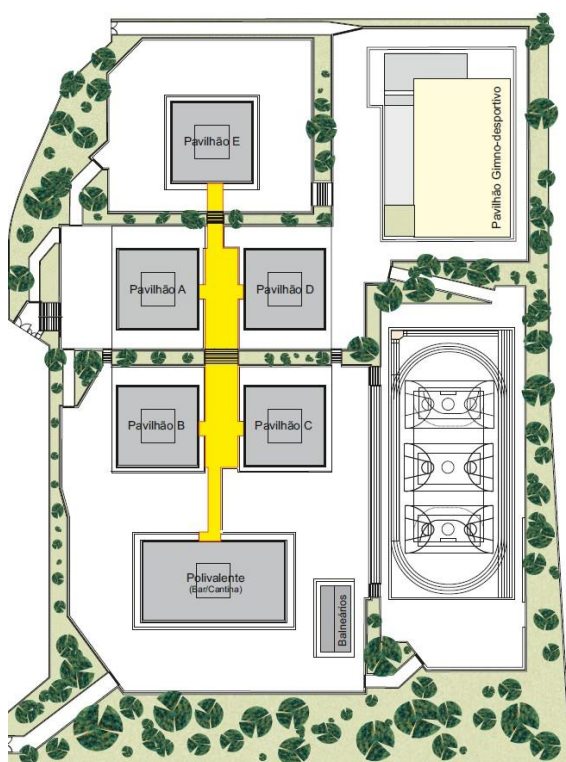 Pavilhão E
Pavilhão Gimno-desportivo
Pavilhão A
Pavilhão D
Pavilhão B
Pavilhão C
Polivalente
(Bar/Cantina)
Balneários